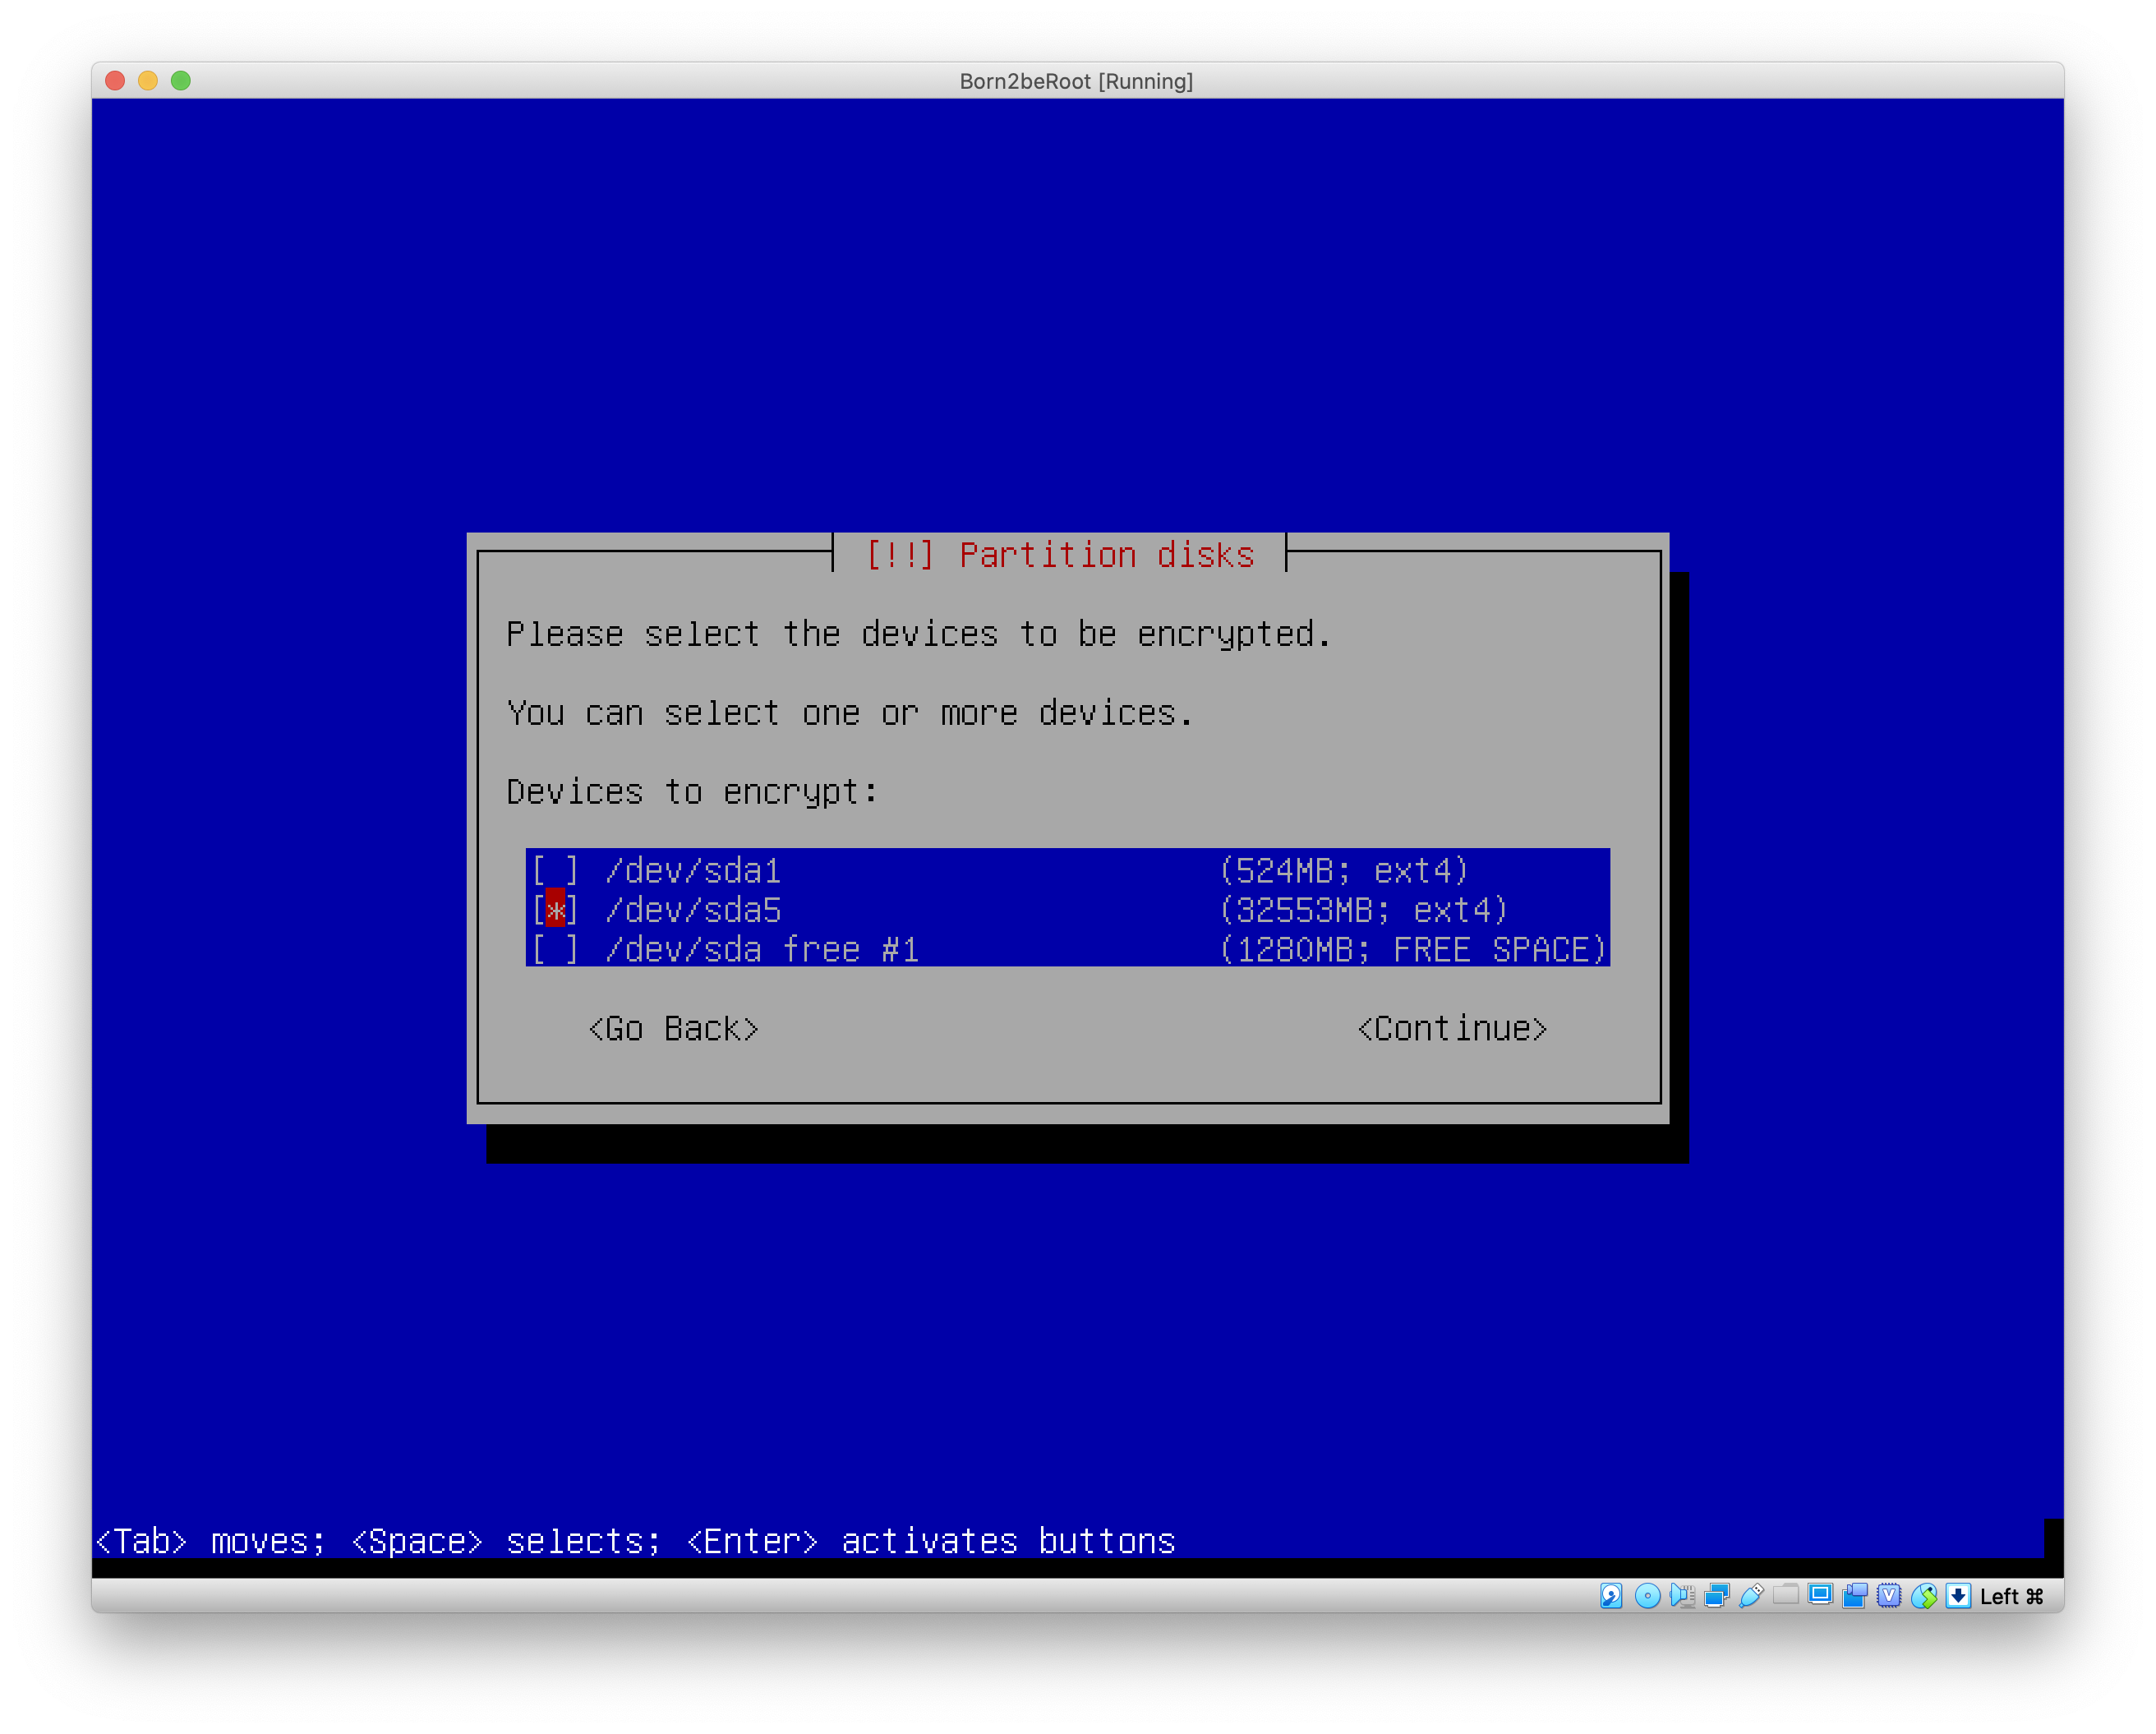 Born2beRoot [Running]
[!!] Partition disks
Please select the devices to be encrypted.
You can select one or more devices.
Devices to encrypt:
[ ] /dev/sda1 (524MB; ext4)
[*] /dev/sda5 (32553MB; ext4)
[ ] /dev/sda free #1 (1280MB; FREE SPACE)
<Go Back> <Continue>
<Tab> moves; <Space> selects; <Enter> activates buttons
Left ⌘